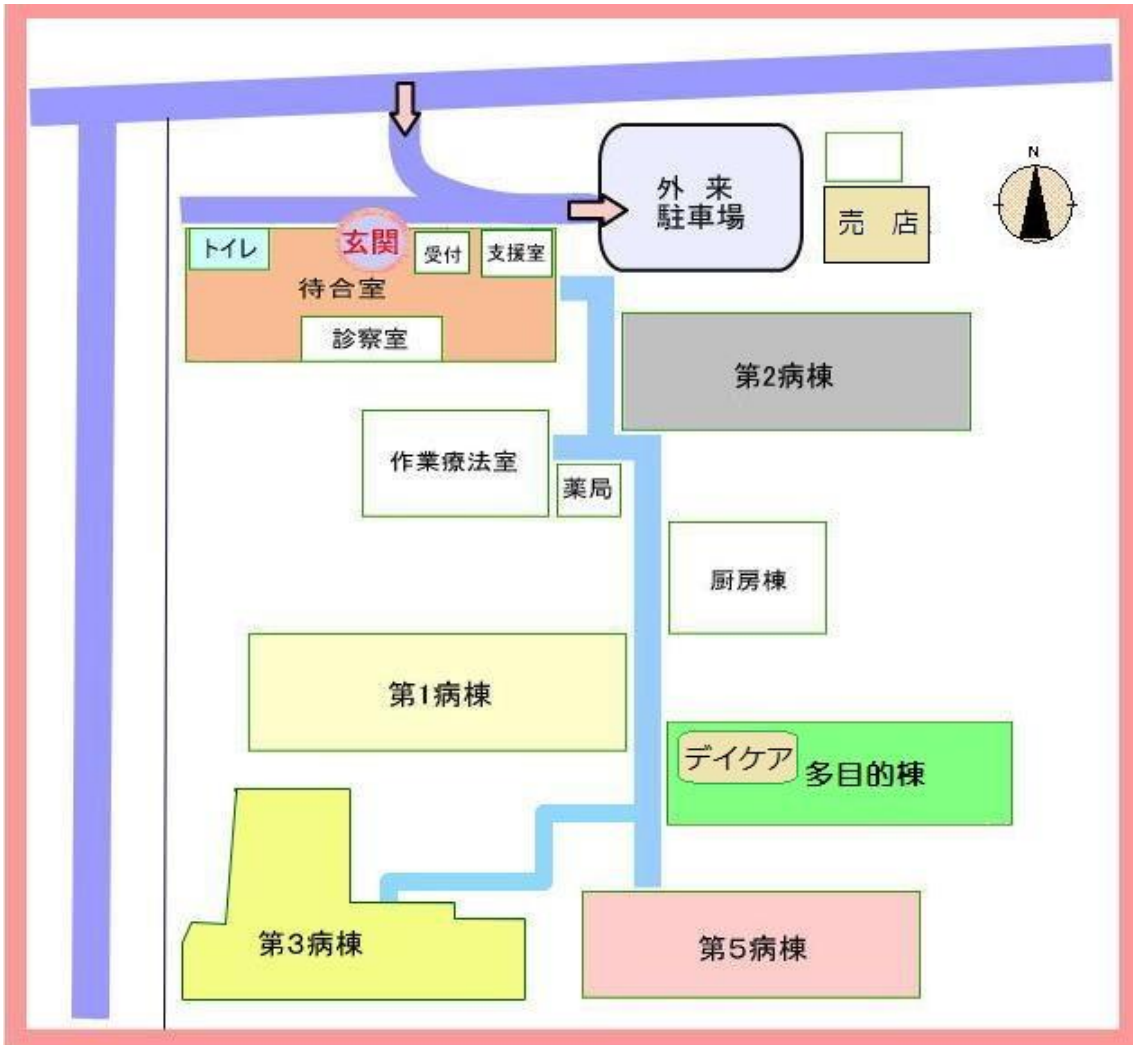 外 来
駐車場
N
売 店
トイレ
玄関
受付
支援室
待合室
診察室
第2病棟
作業療法室
薬局
厨房棟
第1病棟
デイケア
多目的棟
第3病棟
第5病棟